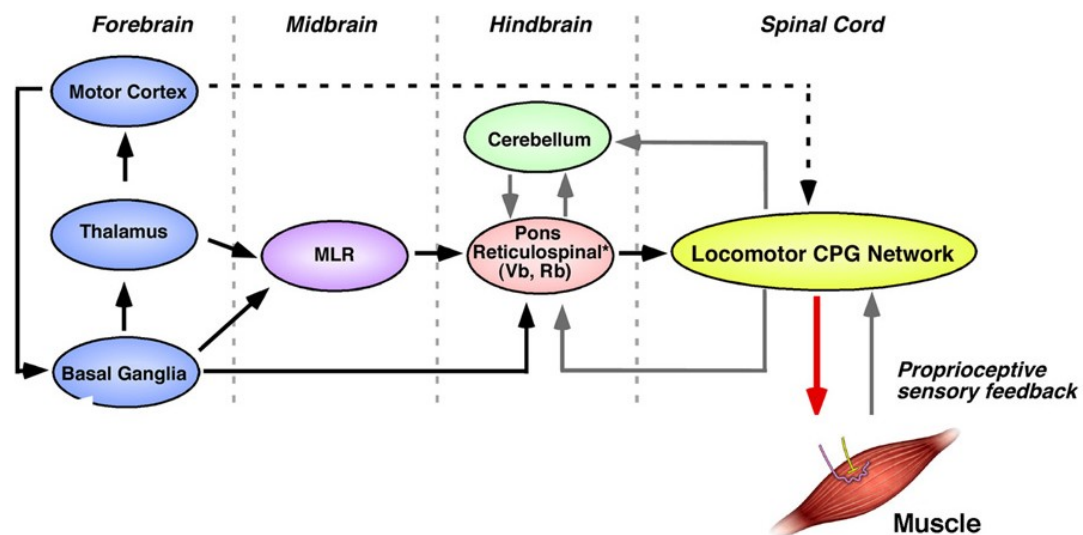 Forebrain
Midbrain
Hindbrain
Spinal Cord
Motor Cortex
Cerebellum
Thalamus
MLR
Pons
Reticulospinal*
(Vb, Rb)
Locomotor CPG Network
Basal Ganglia
Proprioceptive
sensory feedback
Muscle